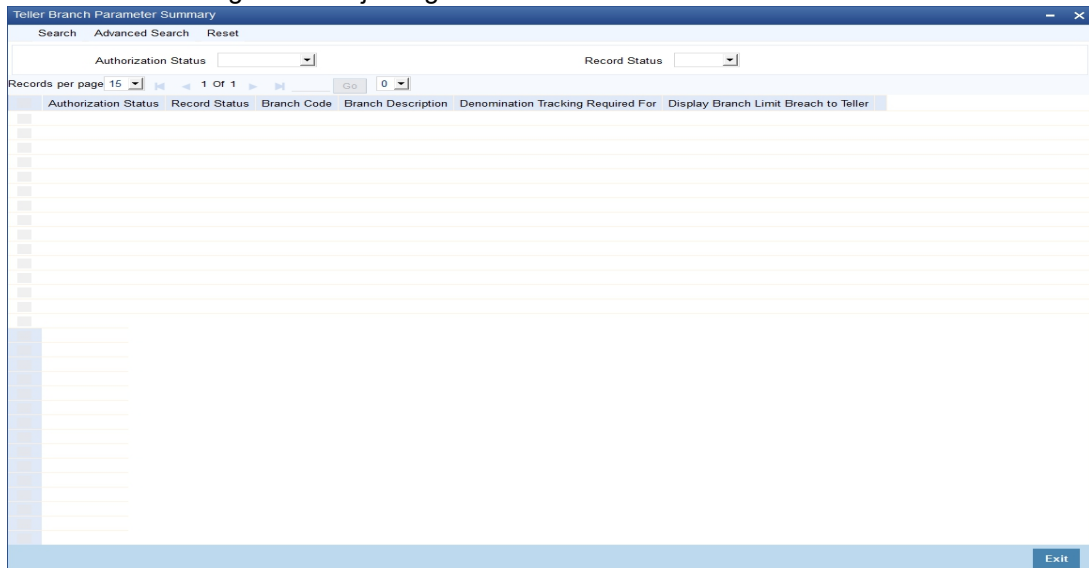 Teller Branch Parameter Summary
Search Advanced Search Reset
Authorization Status Record Status
Records per page 15 1 Of 1 Go 0
Authorization Status Record Status Branch Code Branch Description Denomination Tracking Required For Display Branch Limit Breach to Teller
Exit